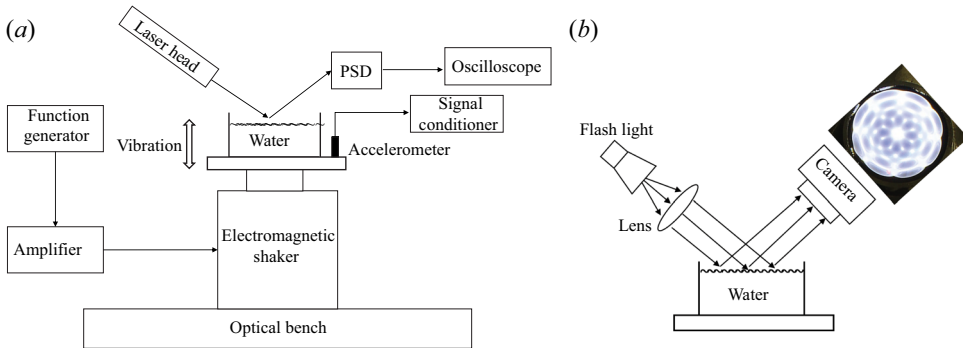 (a)
Laser head
PSD
Oscilloscope
Function
generator
Vibration
Water
Signal
conditioner
Accelerometer
Amplifier
Electromagnetic
shaker
Optical bench
(b)
Flash light
Lens
Camera
Water